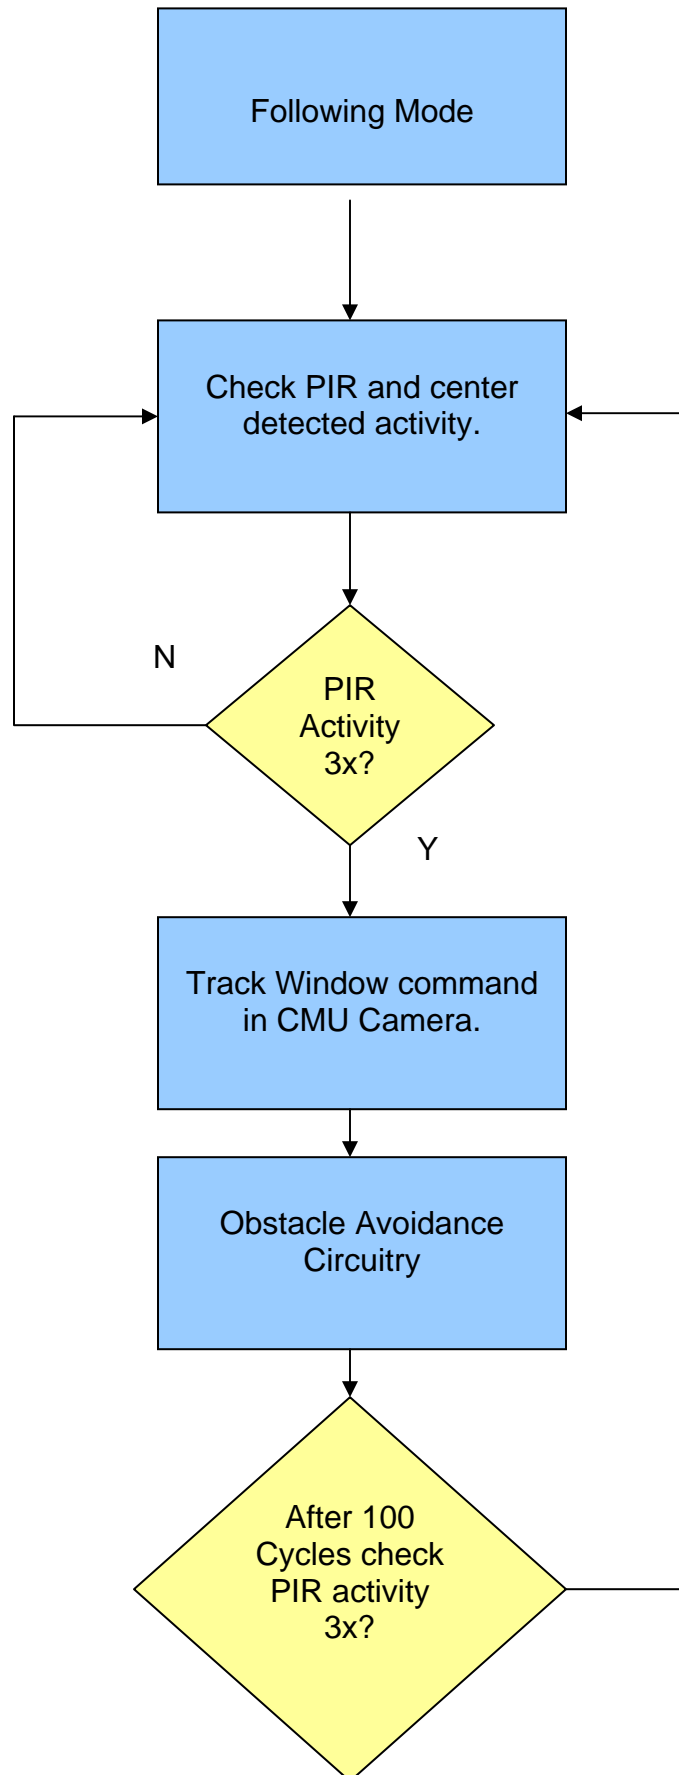 Following Mode
Check PIR and center
detected activity.
N
PIR
Activity
3x?
Y
Track Window command
in CMU Camera.
Obstacle Avoidance
Circuitry
After 100
Cycles check
PIR activity
3x?